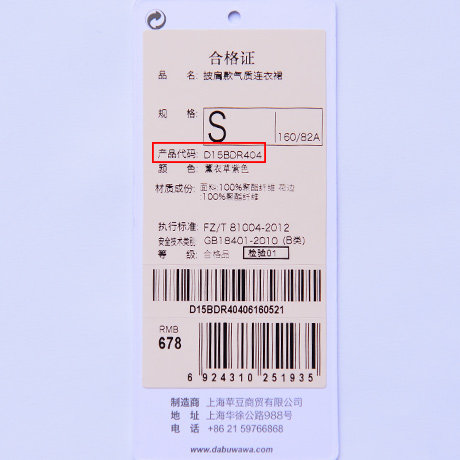 合格证
品 名: 披肩款气质连衣裙
规 格: S 160/82A
产品代码: D15BDR404
颜 色: 薰衣草紫色
材质成份: 面料:100%聚酯纤维 花边
:100%聚酯纤维
执行标准: FZ/T 81004-2012
安全技术类别: GB18401-2010 (B类)
等 级: 合格品 检验01
D15BDR40406160521
RMB
678
6 924310 251935
制造商 上海草豆商贸有限公司
地 址 上海华徐公路988号
电 话 +86 21 59766868
www.dabuwawa.com